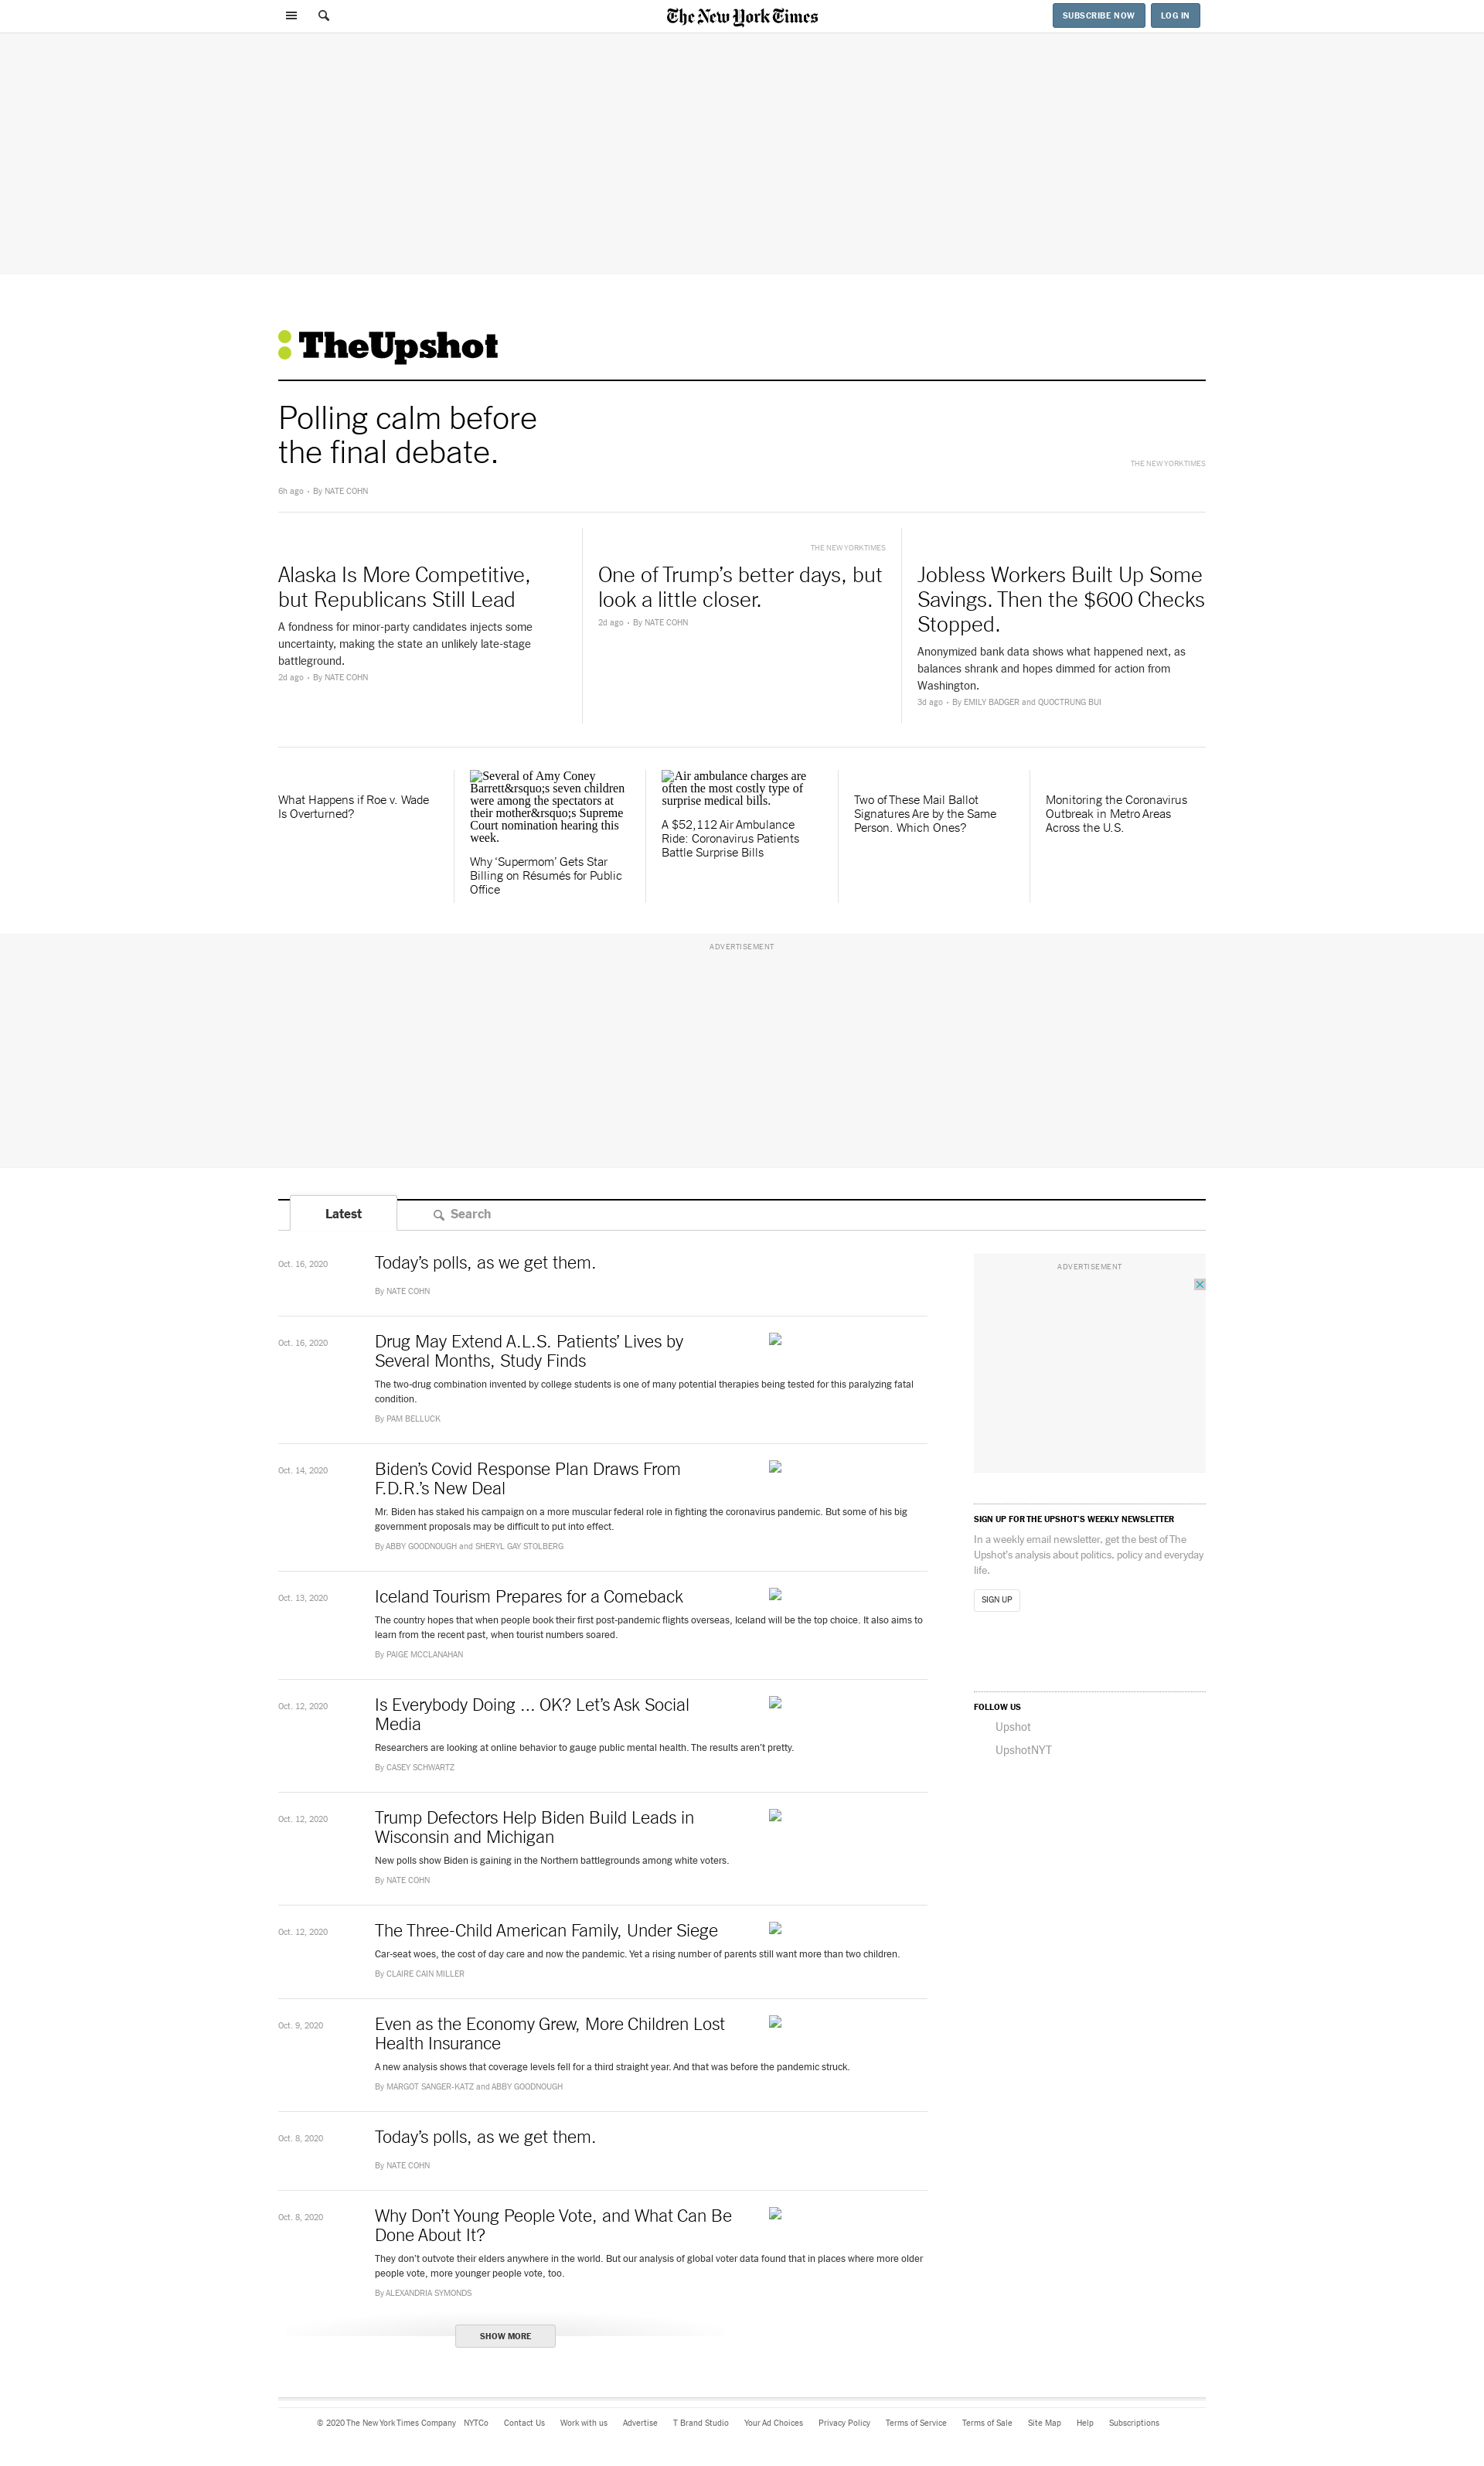 The New York Times
SUBSCRIBE NOW
LOG IN
TheUpshot
Polling calm before
the final debate.
THE NEW YORK TIMES
6h ago • By NATE COHN
Alaska Is More Competitive,
but Republicans Still Lead
A fondness for minor-party candidates injects some
uncertainty, making the state an unlikely late-stage
battleground.
2d ago • By NATE COHN
THE NEW YORK TIMES
One of Trump’s better days, but
look a little closer.
2d ago • By NATE COHN
Jobless Workers Built Up Some
Savings. Then the $600 Checks
Stopped.
Anonymized bank data shows what happened next, as
balances shrank and hopes dimmed for action from
Washington.
3d ago • By EMILY BADGER and QUOCTRUNG BUI
What Happens if Roe v. Wade
Is Overturned?
Several of Amy Coney
Barrett&rsquo;s seven children
were among the spectators at
their mother&rsquo;s Supreme
Court nomination hearing this
week.
Why ‘Supermom’ Gets Star
Billing on Résumés for Public
Office
Air ambulance charges are
often the most costly type of
surprise medical bills.
A $52,112 Air Ambulance
Ride: Coronavirus Patients
Battle Surprise Bills
Two of These Mail Ballot
Signatures Are by the Same
Person. Which Ones?
Monitoring the Coronavirus
Outbreak in Metro Areas
Across the U.S.
ADVERTISEMENT
Latest
Search
Oct. 16, 2020
Today’s polls, as we get them.
By NATE COHN
Oct. 16, 2020
Drug May Extend A.L.S. Patients’ Lives by
Several Months, Study Finds
The two-drug combination invented by college students is one of many potential therapies being tested for this paralyzing fatal
condition.
By PAM BELLUCK
Oct. 14, 2020
Biden’s Covid Response Plan Draws From
F.D.R.’s New Deal
Mr. Biden has staked his campaign on a more muscular federal role in fighting the coronavirus pandemic. But some of his big
government proposals may be difficult to put into effect.
By ABBY GOODNOUGH and SHERYL GAY STOLBERG
Oct. 13, 2020
Iceland Tourism Prepares for a Comeback
The country hopes that when people book their first post-pandemic flights overseas, Iceland will be the top choice. It also aims to
learn from the recent past, when tourist numbers soared.
By PAIGE MCCLANAHAN
Oct. 12, 2020
Is Everybody Doing ... OK? Let’s Ask Social
Media
Researchers are looking at online behavior to gauge public mental health. The results aren’t pretty.
By CASEY SCHWARTZ
Oct. 12, 2020
Trump Defectors Help Biden Build Leads in
Wisconsin and Michigan
New polls show Biden is gaining in the Northern battlegrounds among white voters.
By NATE COHN
Oct. 12, 2020
The Three-Child American Family, Under Siege
Car-seat woes, the cost of day care and now the pandemic. Yet a rising number of parents still want more than two children.
By CLAIRE CAIN MILLER
Oct. 9, 2020
Even as the Economy Grew, More Children Lost
Health Insurance
A new analysis shows that coverage levels fell for a third straight year. And that was before the pandemic struck.
By MARGOT SANGER-KATZ and ABBY GOODNOUGH
Oct. 8, 2020
Today’s polls, as we get them.
By NATE COHN
Oct. 8, 2020
Why Don’t Young People Vote, and What Can Be
Done About It?
They don’t outvote their elders anywhere in the world. But our analysis of global voter data found that in places where more older
people vote, more younger people vote, too.
By ALEXANDRIA SYMONDS
SHOW MORE
ADVERTISEMENT
SIGN UP FOR THE UPSHOT’S WEEKLY NEWSLETTER
In a weekly email newsletter, get the best of The
Upshot’s analysis about politics, policy and everyday
life.
SIGN UP
FOLLOW US
Upshot
UpshotNYT
© 2020 The New York Times Company NYTCo Contact Us Work with us Advertise T Brand Studio Your Ad Choices Privacy Policy Terms of Service Terms of Sale Site Map Help Subscriptions